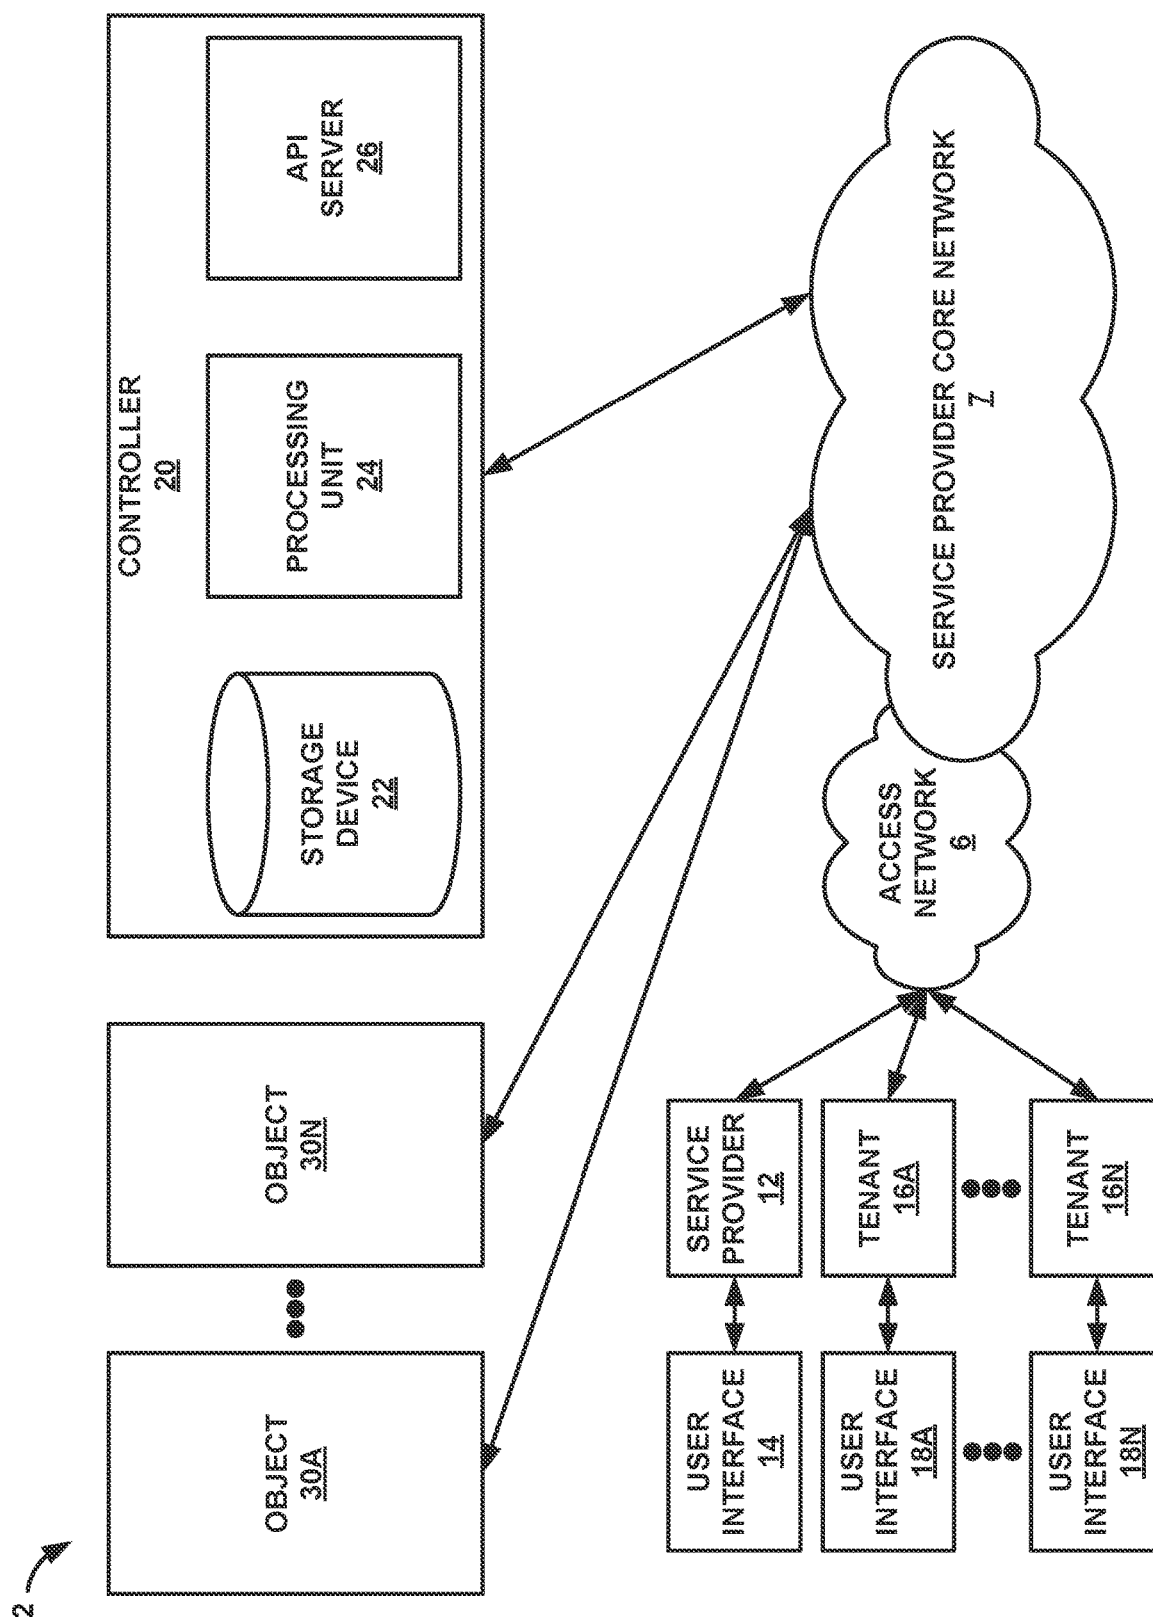 2
OBJECT
30A
OBJECT
30N
CONTROLLER
20
STORAGE
DEVICE
22
PROCESSING
UNIT
24
API
SERVER
26
USER
INTERFACE
14
SERVICE
PROVIDER
12
USER
INTERFACE
18A
TENANT
16A
USER
INTERFACE
18N
TENANT
16N
ACCESS
NETWORK
6
SERVICE PROVIDER CORE NETWORK
7